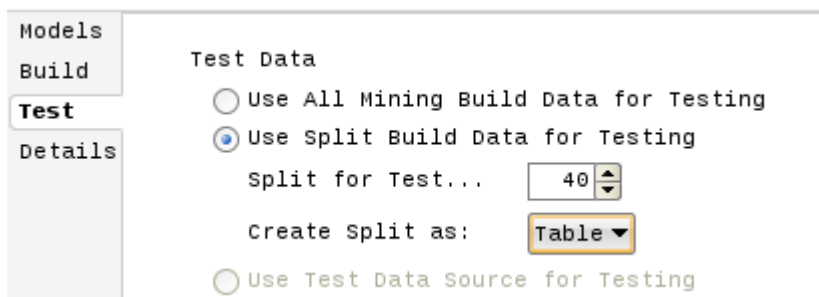 Models
Build
Test
Details
Test Data
Use All Mining Build Data for Testing
Use Split Build Data for Testing
Split for Test... 40
Create Split as: Table
Use Test Data Source for Testing